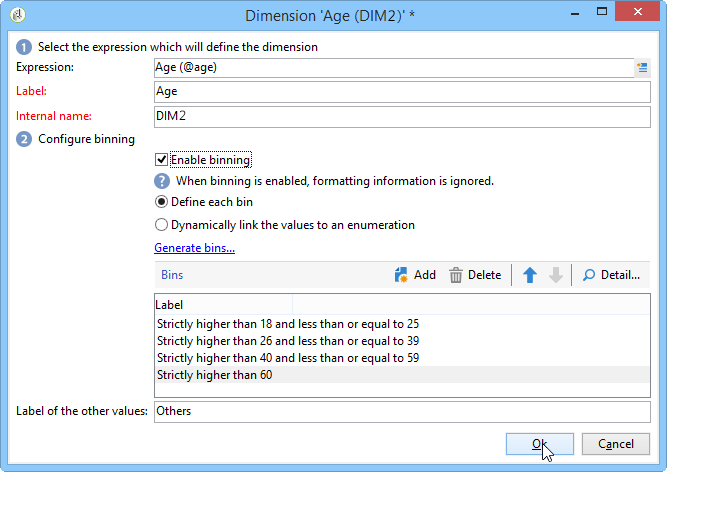 Dimension 'Age (DIM2)' *
1 Select the expression which will define the dimension
Expression: Age (@age)
Label: Age
Internal name: DIM2
2 Configure binning
Enable binning
? When binning is enabled, formatting information is ignored.
Define each bin
Dynamically link the values to an enumeration
Generate bins...
Bins Add Delete Detail...
Label
Strictly higher than 18 and less than or equal to 25
Strictly higher than 26 and less than or equal to 39
Strictly higher than 40 and less than or equal to 59
Strictly higher than 60
Label of the other values: Others
Ok Cancel